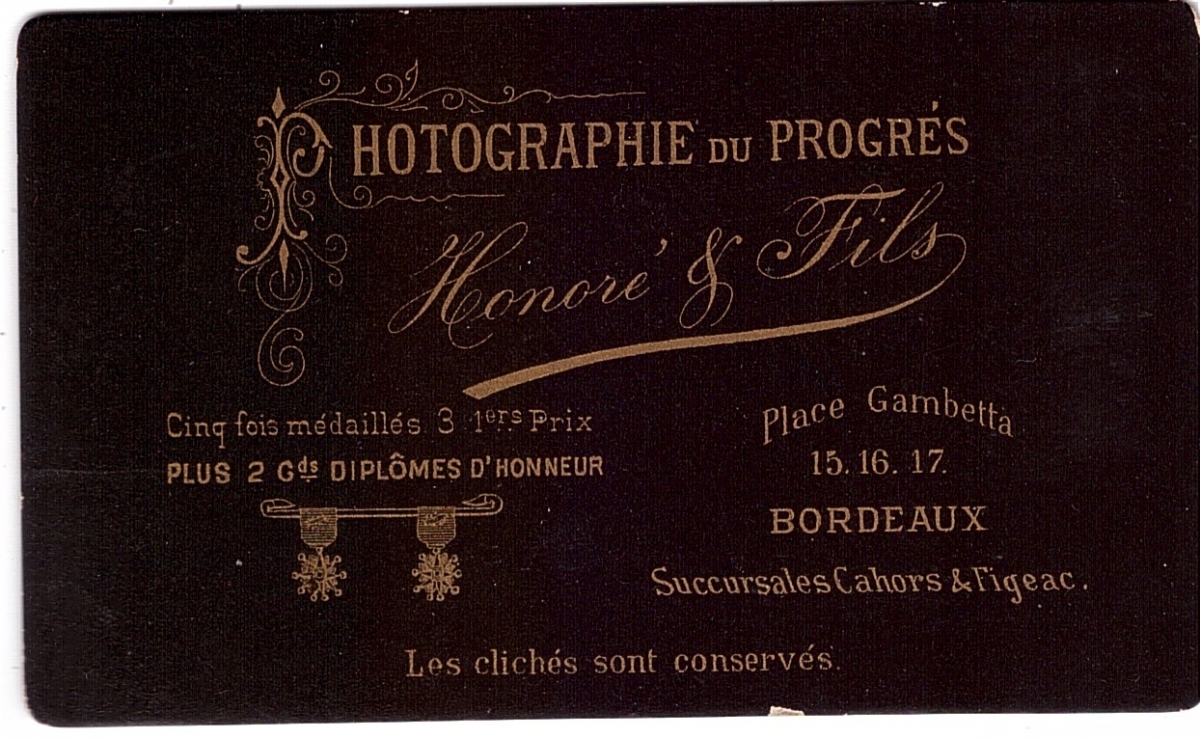 PHOTOGRAPHIE DU PROGRÉS
Honoré & Fils
Cinq fois médaillés 3 1ers Prix
PLUS 2 Gds DIPLÔMES D'HONNEUR
Place Gambetta
15. 16. 17.
BORDEAUX
Succursales Cahors & Figeac.
Les clichés sont conservés.